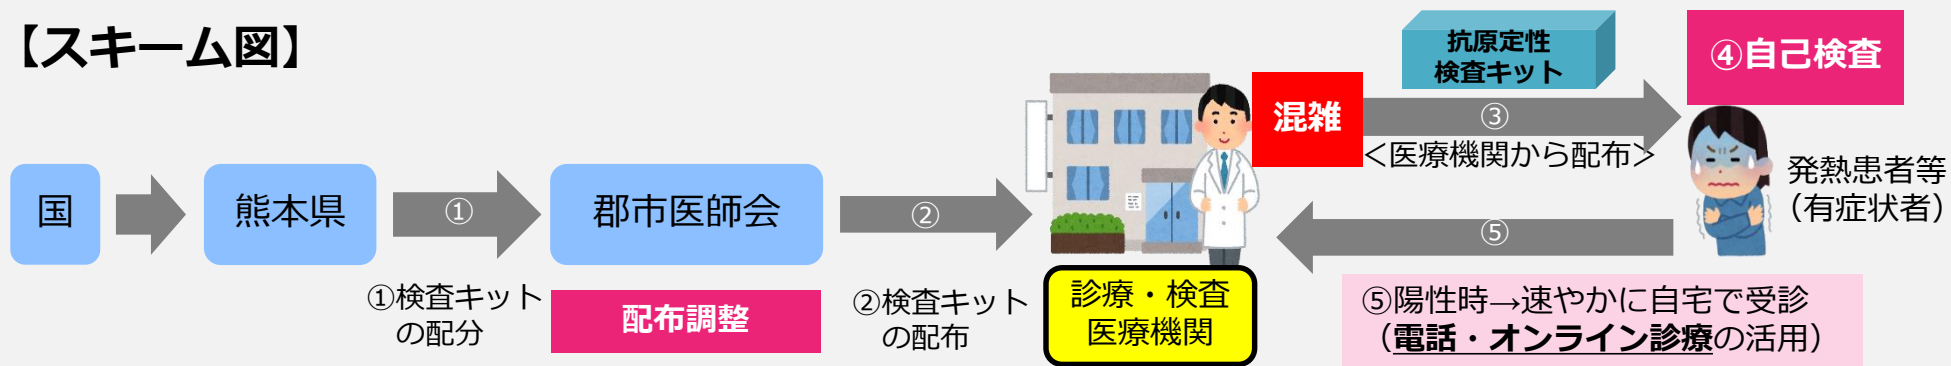 【スキーム図】
国
熊本県
①
郡市医師会
②
①検査キット
の配分
配布調整
②検査キット
の配布
診療・検査
医療機関
混雑
抗原定性
検査キット
③
＜医療機関から配布＞
④自己検査
発熱患者等
（有症状者）
⑤
⑤陽性時→速やかに自宅で受診
（電話・オンライン診療の活用）